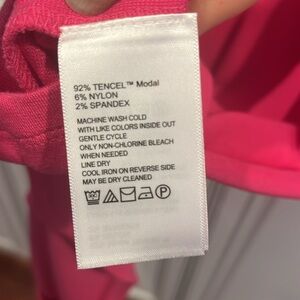 92% TENCEL™ Modal
6% NYLON
2% SPANDEX
MACHINE WASH COLD
WITH LIKE COLORS INSIDE OUT
GENTLE CYCLE
ONLY NON-CHLORINE BLEACH
WHEN NEEDED
LINE DRY
COOL IRON ON REVERSE SIDE
MAY BE DRY CLEANED